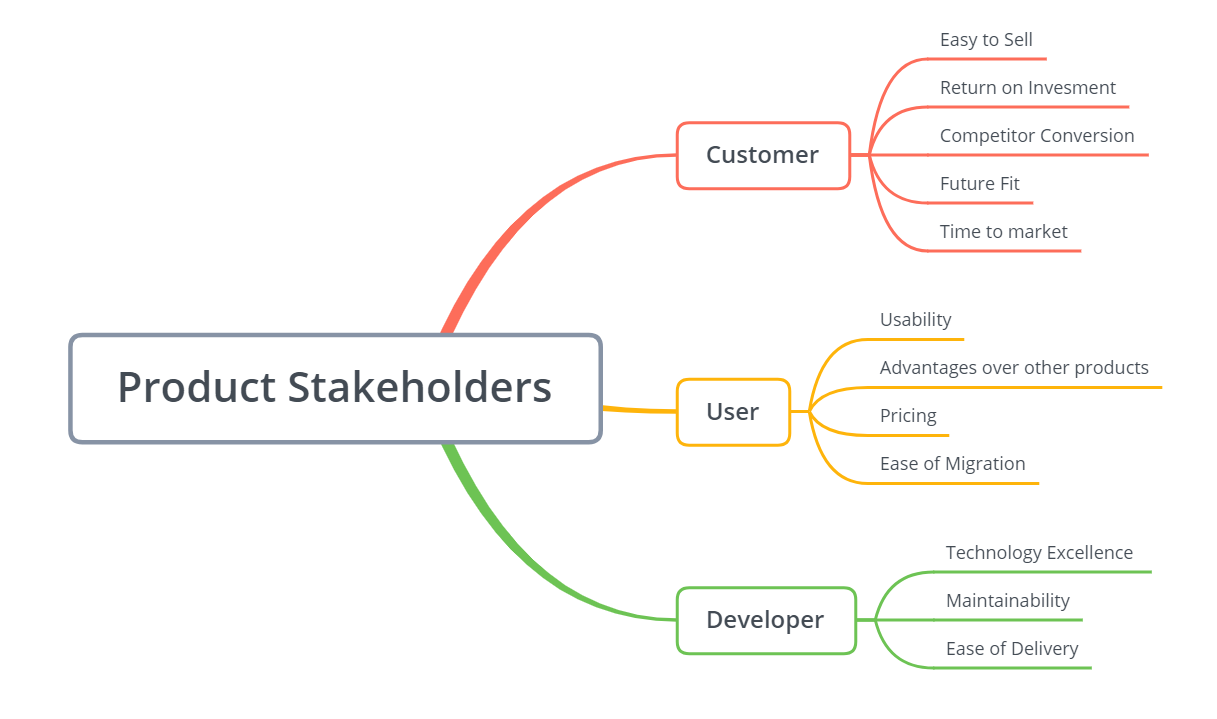 Product Stakeholders
Customer
Easy to Sell
Return on Invesment
Competitor Conversion
Future Fit
Time to market
User
Usability
Advantages over other products
Pricing
Ease of Migration
Developer
Technology Excellence
Maintainability
Ease of Delivery